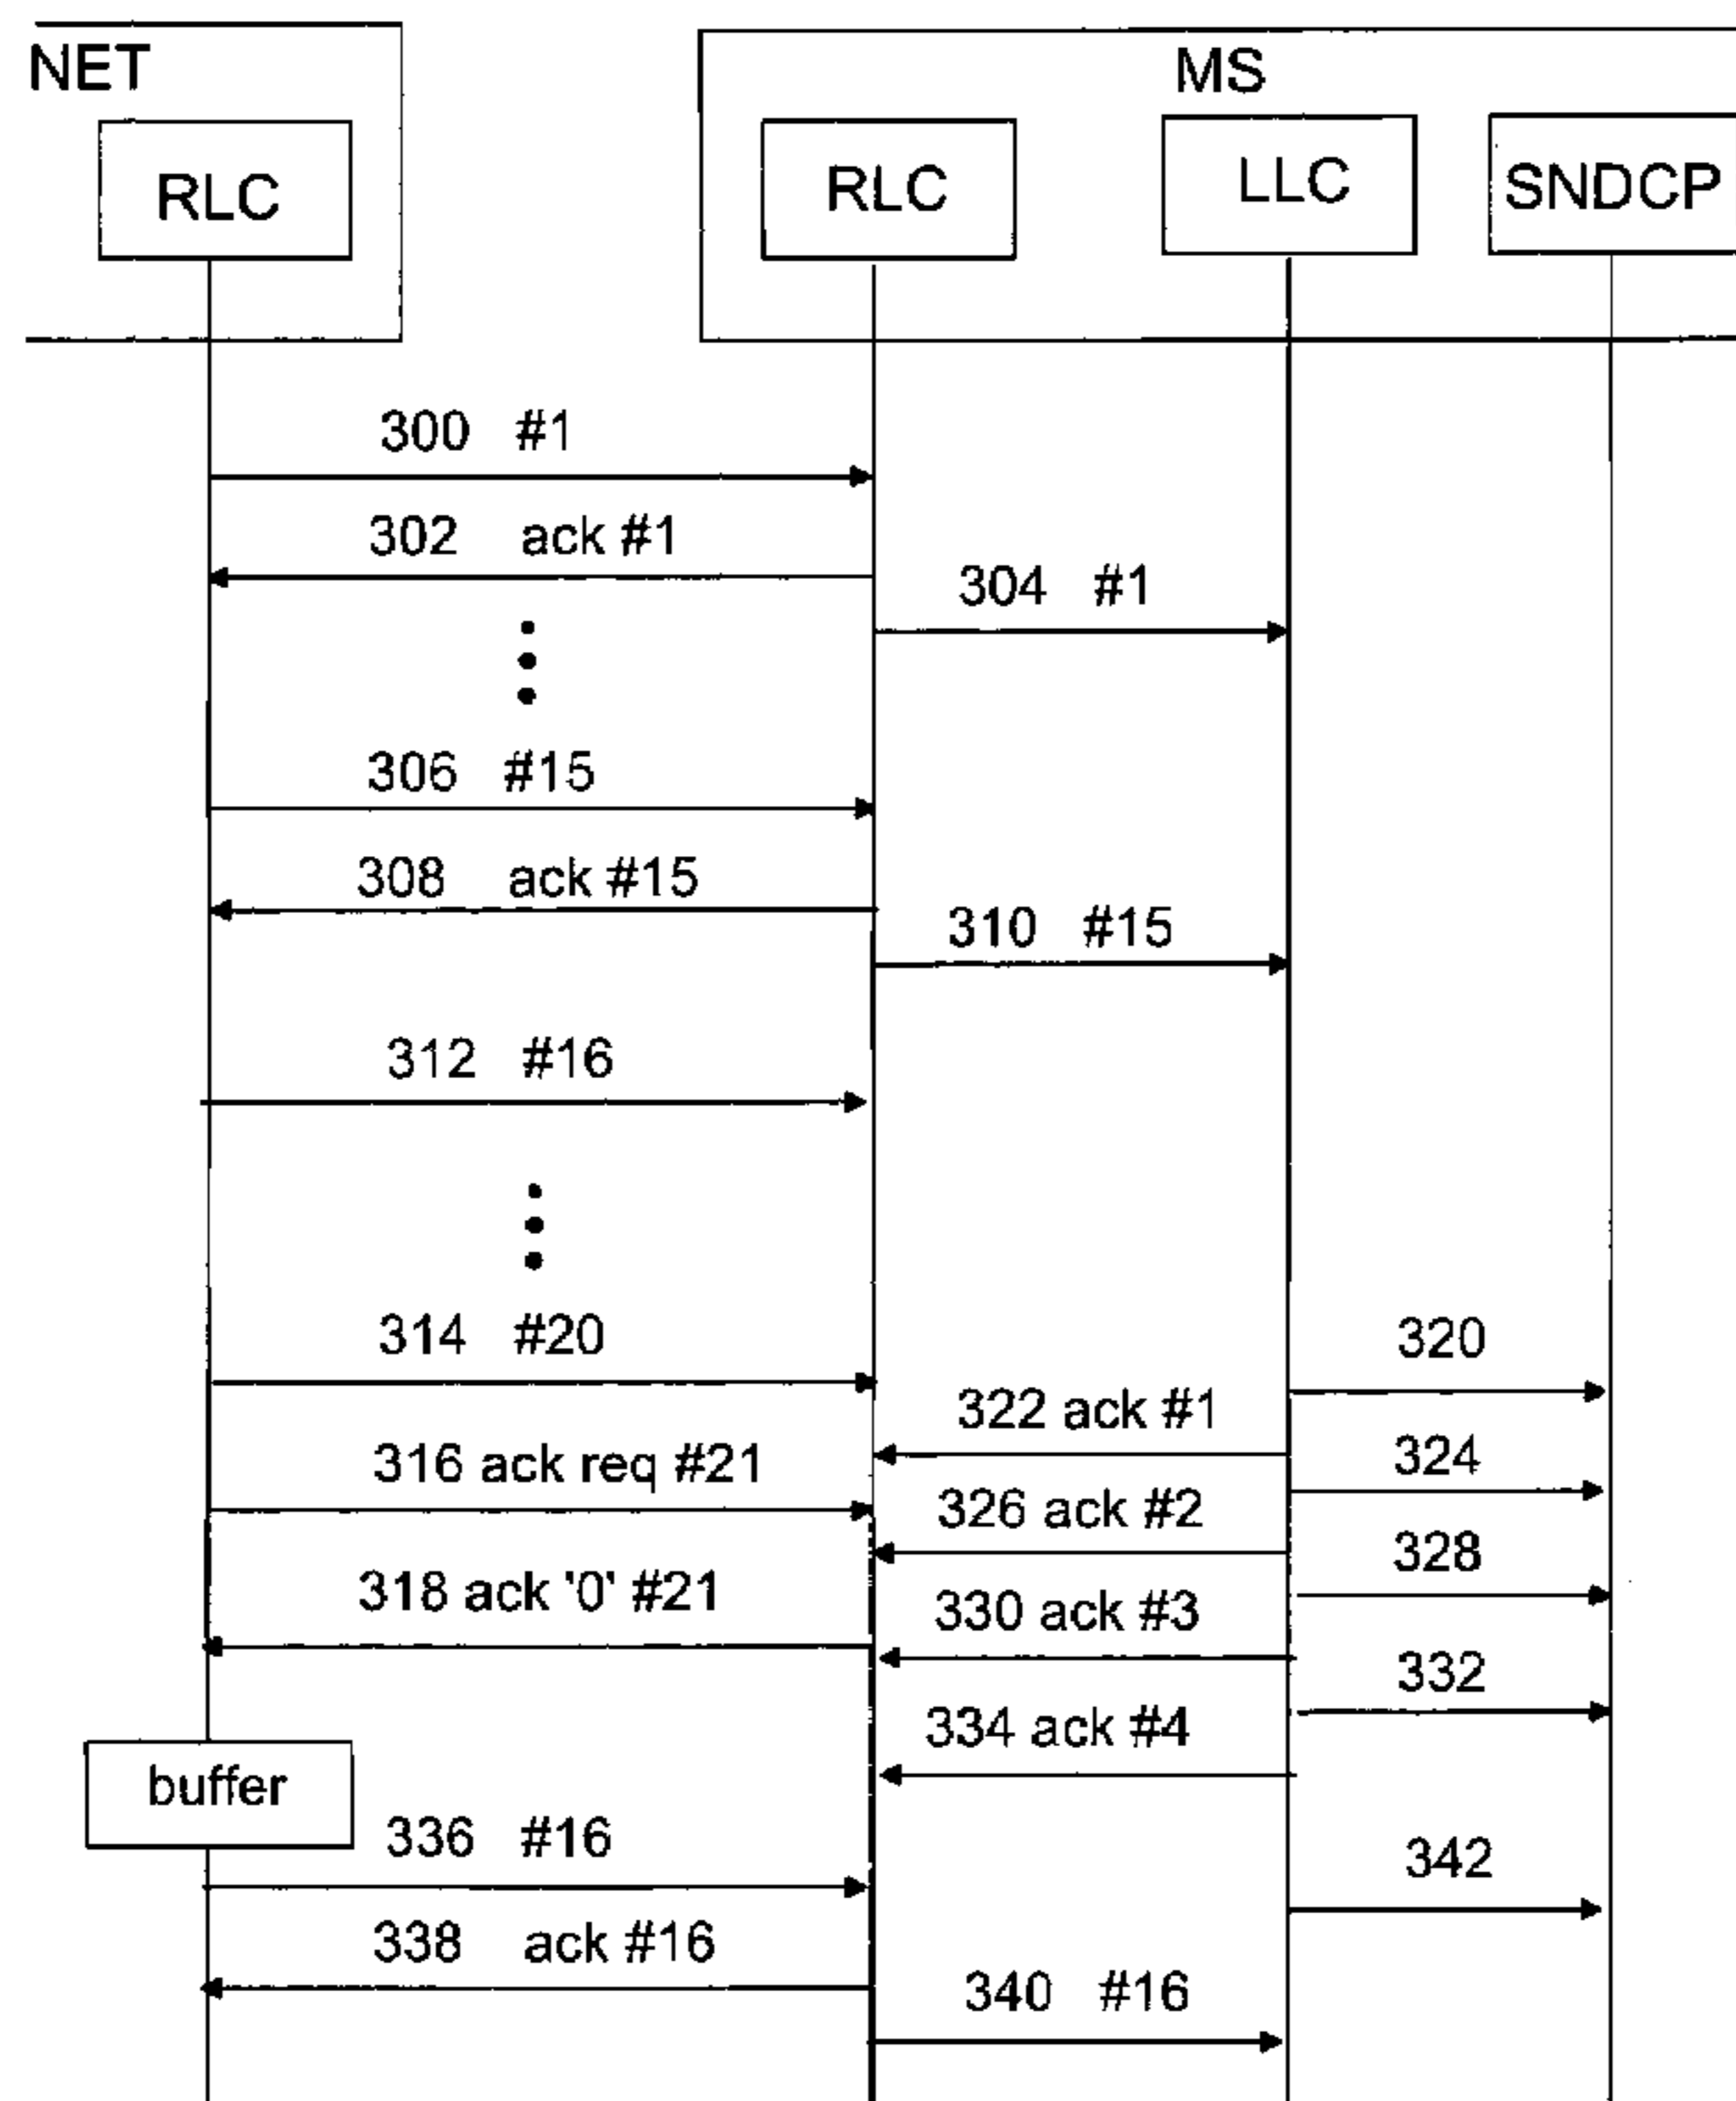 NET
MS
RLC
RLC
LLC
SNDCP
300 #1
302 ack #1
304 #1
306 #15
308 ack #15
310 #15
312 #16
314 #20
320
322 ack #1
316 ack req #21
324
326 ack #2
328
318 ack '0' #21
330 ack #3
332
334 ack #4
buffer
336 #16
342
338 ack #16
340 #16